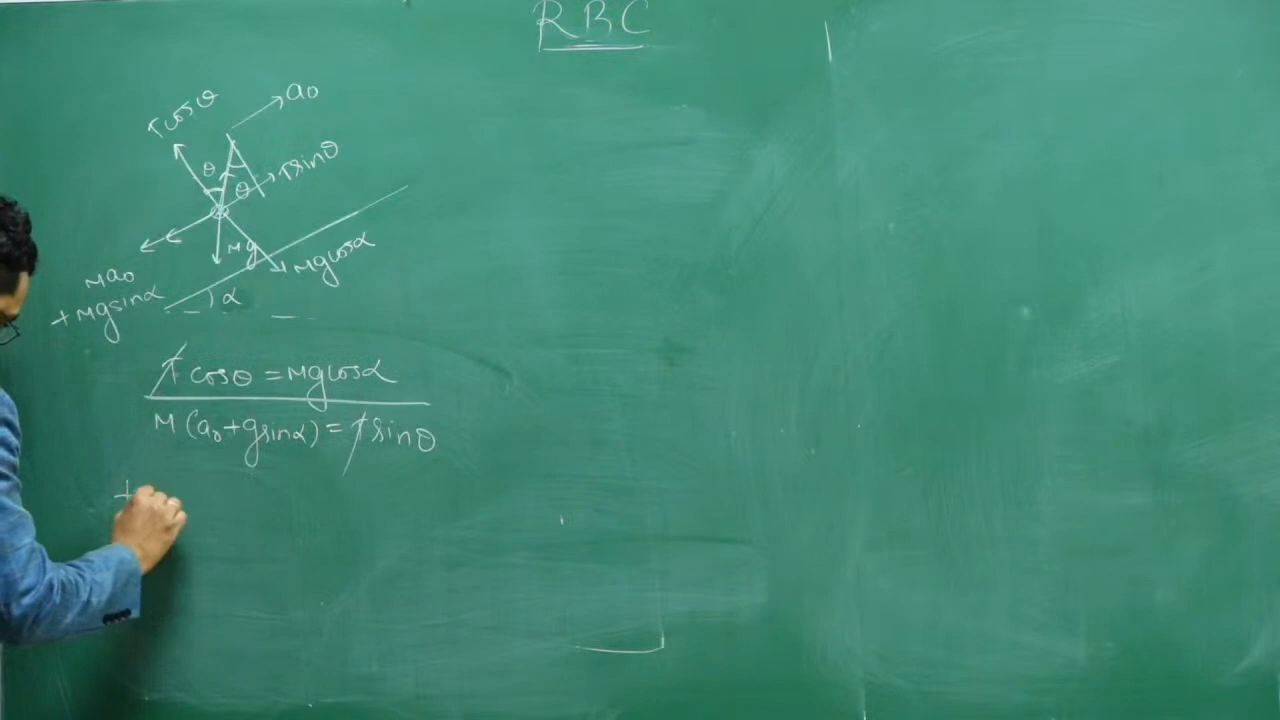 RBC
a₀
Tcosθ
θ
Tsinθ
θ
Mg
Mgcosα
Ma₀
+Mgsinα
α
T cosθ = Mgcosα
M(a₀+gsinα) = T sinθ
t